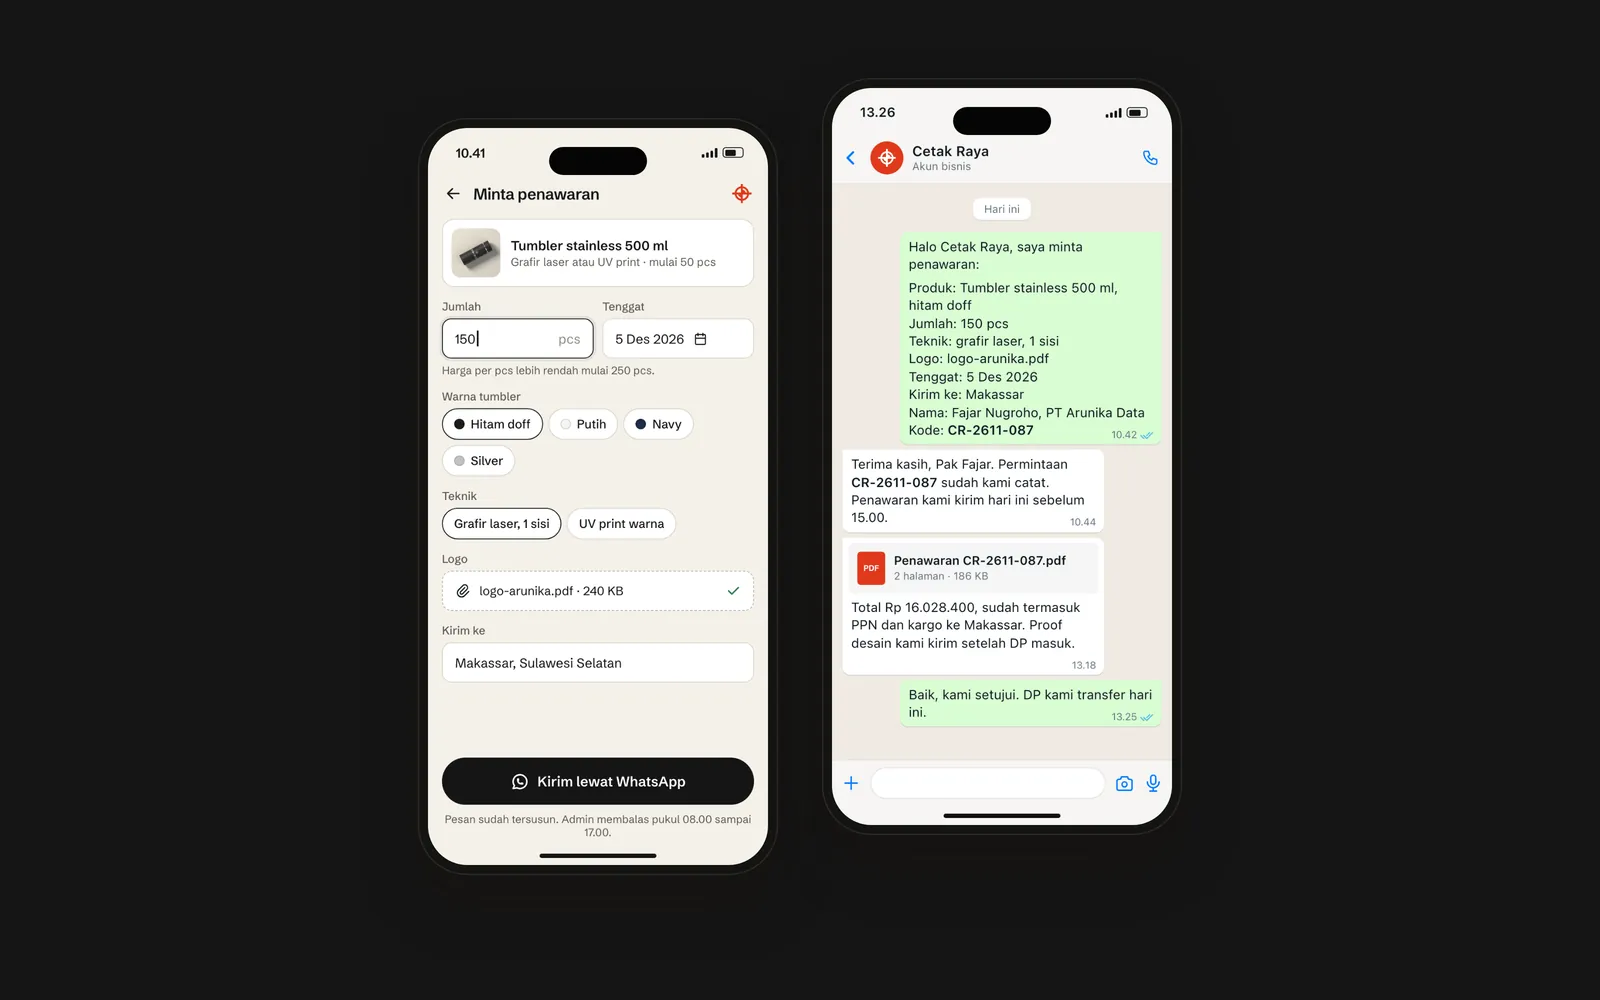 10.41
Minta penawaran
Tumbler stainless 500 ml
Grafir laser atau UV print · mulai 50 pcs
Jumlah
Tenggat
150
pcs
5 Des 2026
Harga per pcs lebih rendah mulai 250 pcs.
Warna tumbler
Hitam doff
Putih
Navy
Silver
Teknik
Grafir laser, 1 sisi
UV print warna
Logo
logo-arunika.pdf · 240 KB
Kirim ke
Makassar, Sulawesi Selatan
Kirim lewat WhatsApp
Pesan sudah tersusun. Admin membalas pukul 08.00 sampai
17.00.
13.26
Cetak Raya
Akun bisnis
Hari ini
Halo Cetak Raya, saya minta
penawaran:
Produk: Tumbler stainless 500 ml,
hitam doff
Jumlah: 150 pcs
Teknik: grafir laser, 1 sisi
Logo: logo-arunika.pdf
Tenggat: 5 Des 2026
Kirim ke: Makassar
Nama: Fajar Nugroho, PT Arunika Data
Kode: CR-2611-087
10.42
Terima kasih, Pak Fajar. Permintaan
CR-2611-087 sudah kami catat.
Penawaran kami kirim hari ini sebelum
15.00.
10.44
PDF
Penawaran CR-2611-087.pdf
2 halaman · 186 KB
Total Rp 16.028.400, sudah termasuk
PPN dan kargo ke Makassar. Proof
desain kami kirim setelah DP masuk.
13.18
Baik, kami setujui. DP kami transfer hari
ini.
13.25